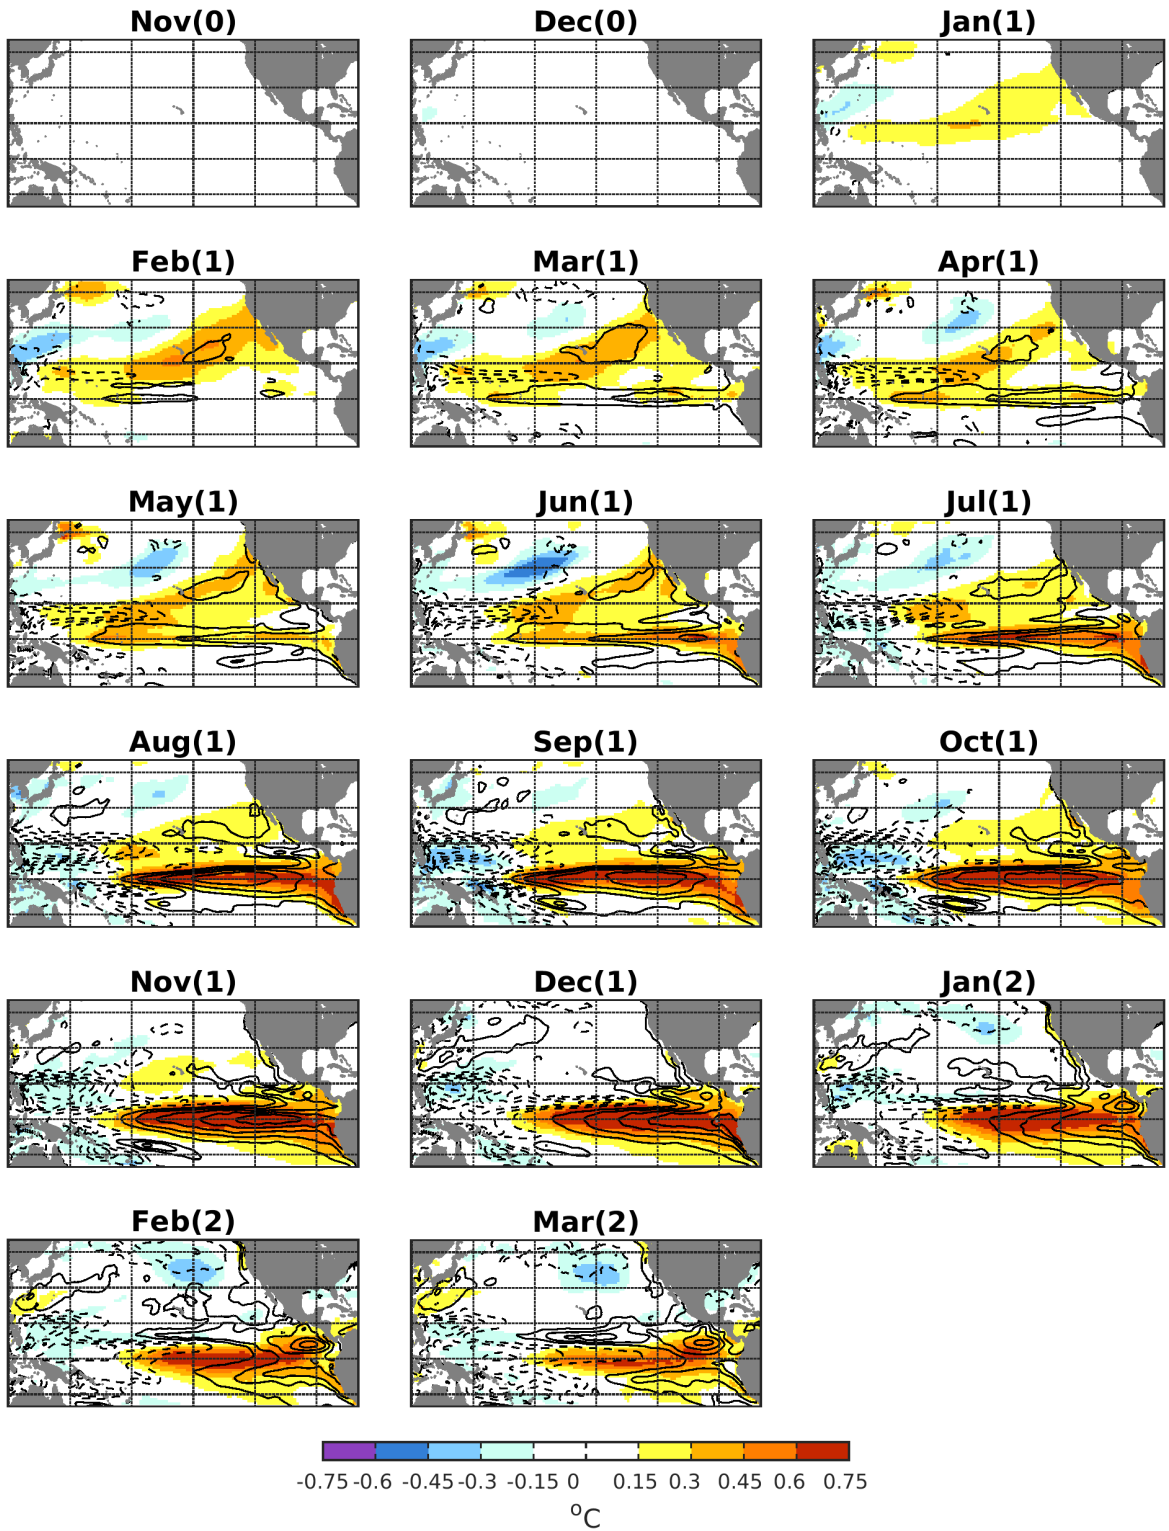 Nov(0) Dec(0) Jan(1)
Feb(1) Mar(1) Apr(1)
May(1) Jun(1) Jul(1)
Aug(1) Sep(1) Oct(1)
Nov(1) Dec(1) Jan(2)
Feb(2) Mar(2)
-0.75 -0.6 -0.45 -0.3 -0.15 0 0.15 0.3 0.45 0.6 0.75
°C